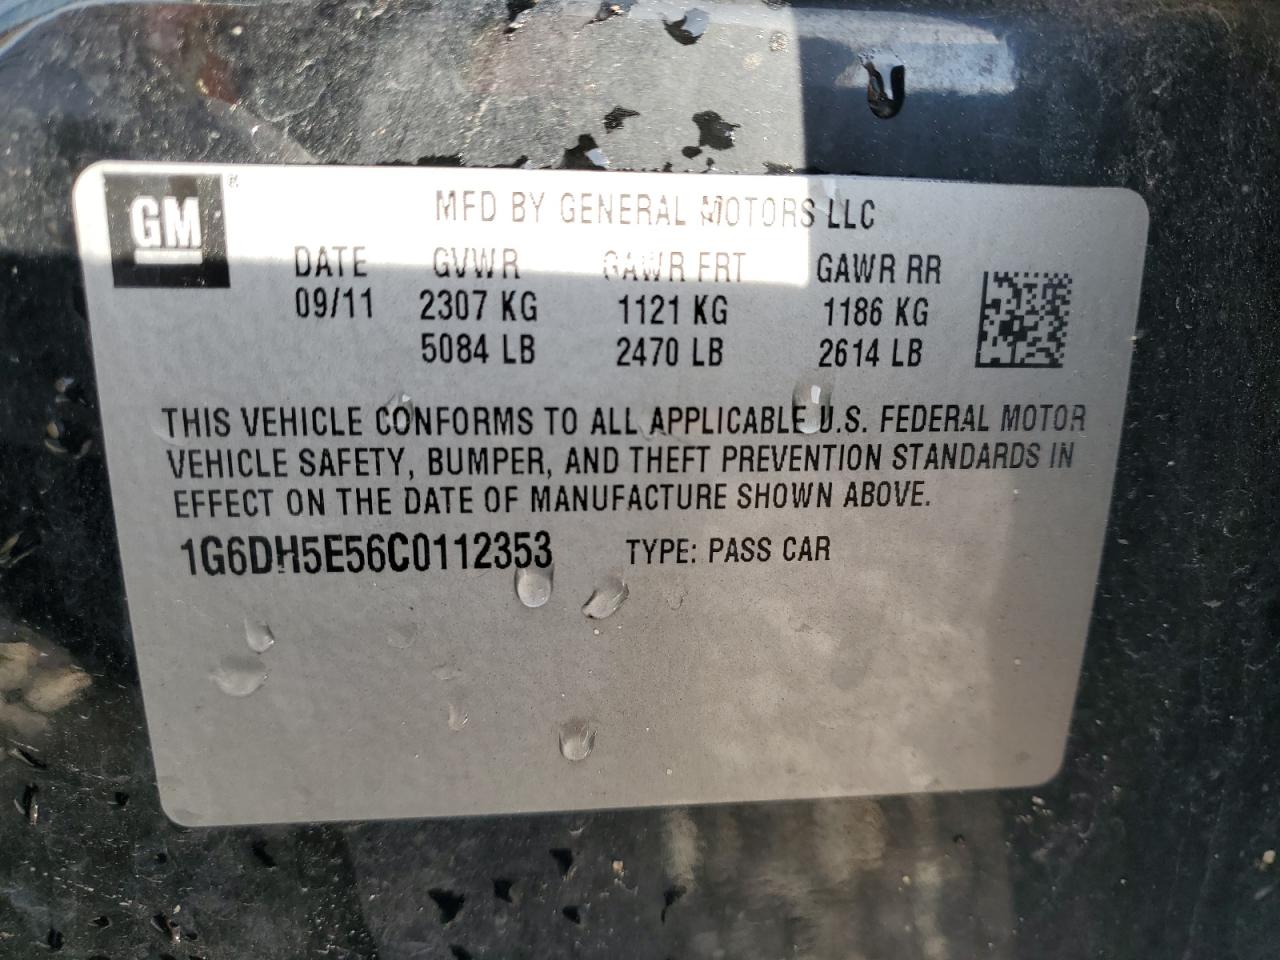 GM ®
MFD BY GENERAL MOTORS LLC
DATE GVWR GAWR FRT GAWR RR
09/11 2307 KG 1121 KG 1186 KG
5084 LB 2470 LB 2614 LB
THIS VEHICLE CONFORMS TO ALL APPLICABLE U.S. FEDERAL MOTOR
VEHICLE SAFETY, BUMPER, AND THEFT PREVENTION STANDARDS IN
EFFECT ON THE DATE OF MANUFACTURE SHOWN ABOVE.
1G6DH5E56C0112353 TYPE: PASS CAR